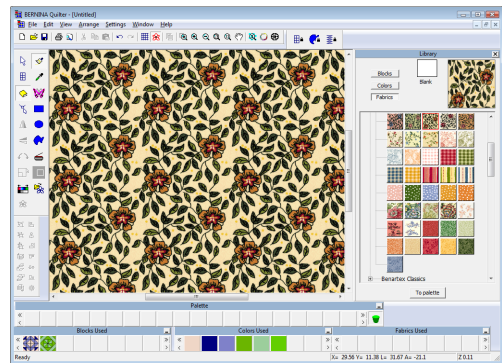 BERNINA Quilter - [Untitled]
File Edit View Arrange Settings Window Help
Library
Blocks
Colors
Fabrics
Blank
Benartex Classics
To palette
Palette
Blocks Used
Colors Used
Fabrics Used
Ready
X= 29.56 Y= 11.38 L= 31.67 A= -21.1
Z 0.11